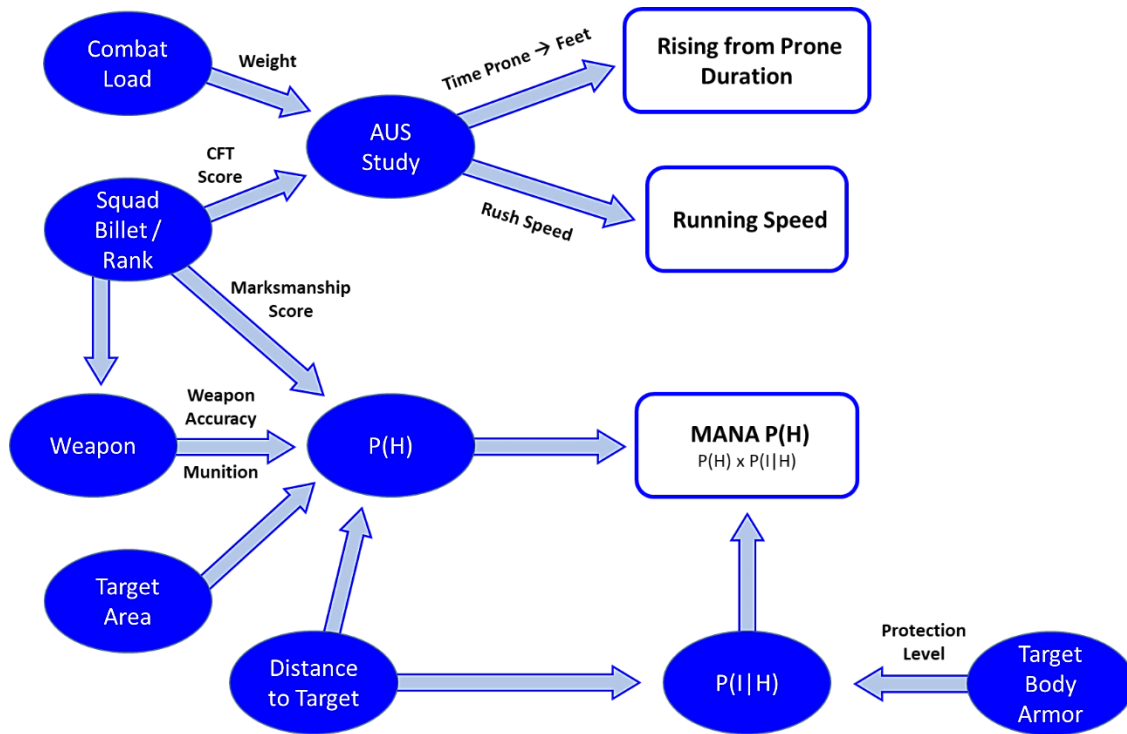 Combat
Load
Weight
Time Prone → Feet
Rising from Prone
Duration
AUS
Study
CFT
Score
Squad
Billet /
Rank
Rush Speed
Running Speed
Marksmanship
Score
Weapon
Weapon
Accuracy
Munition
P(H)
MANA P(H)
P(H) x P(I|H)
Target
Area
Distance
to Target
P(I|H)
Protection
Level
Target
Body
Armor